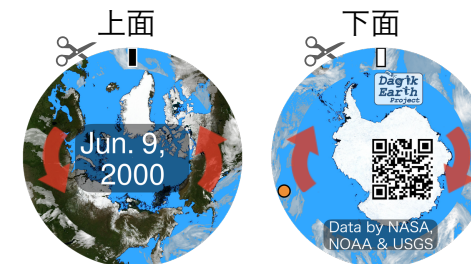 上面
下面
Jun. 9,
2000
Dagik
Earth
Project
Data by NASA,
NOAA & USGS